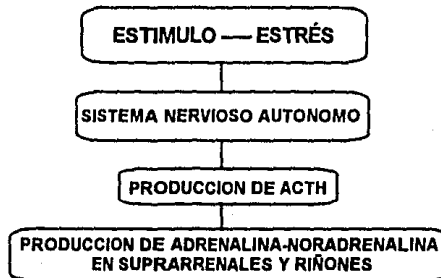 ESTIMULO — ESTRÉS
SISTEMA NERVIOSO AUTONOMO
PRODUCCION DE ACTH
PRODUCCION DE ADRENALINA-NORADRENALINA
EN SUPRARRENALES Y RIÑONES